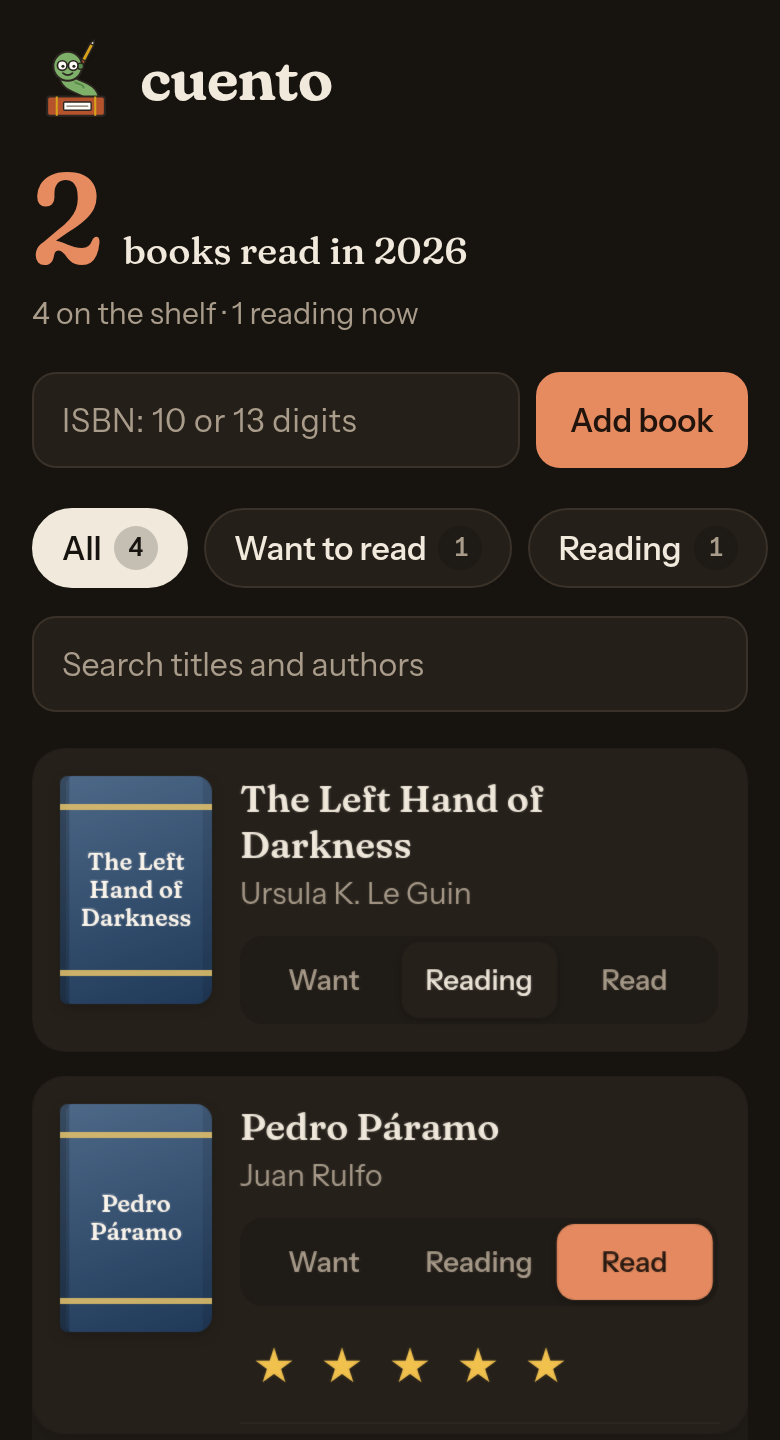 cuento
2 books read in 2026
4 on the shelf · 1 reading now
ISBN: 10 or 13 digits
Add book
All 4
Want to read 1
Reading 1
Search titles and authors
The Left
Hand of
Darkness
The Left Hand of
Darkness
Ursula K. Le Guin
Want Reading Read
Pedro
Páramo
Pedro Páramo
Juan Rulfo
Want Reading Read